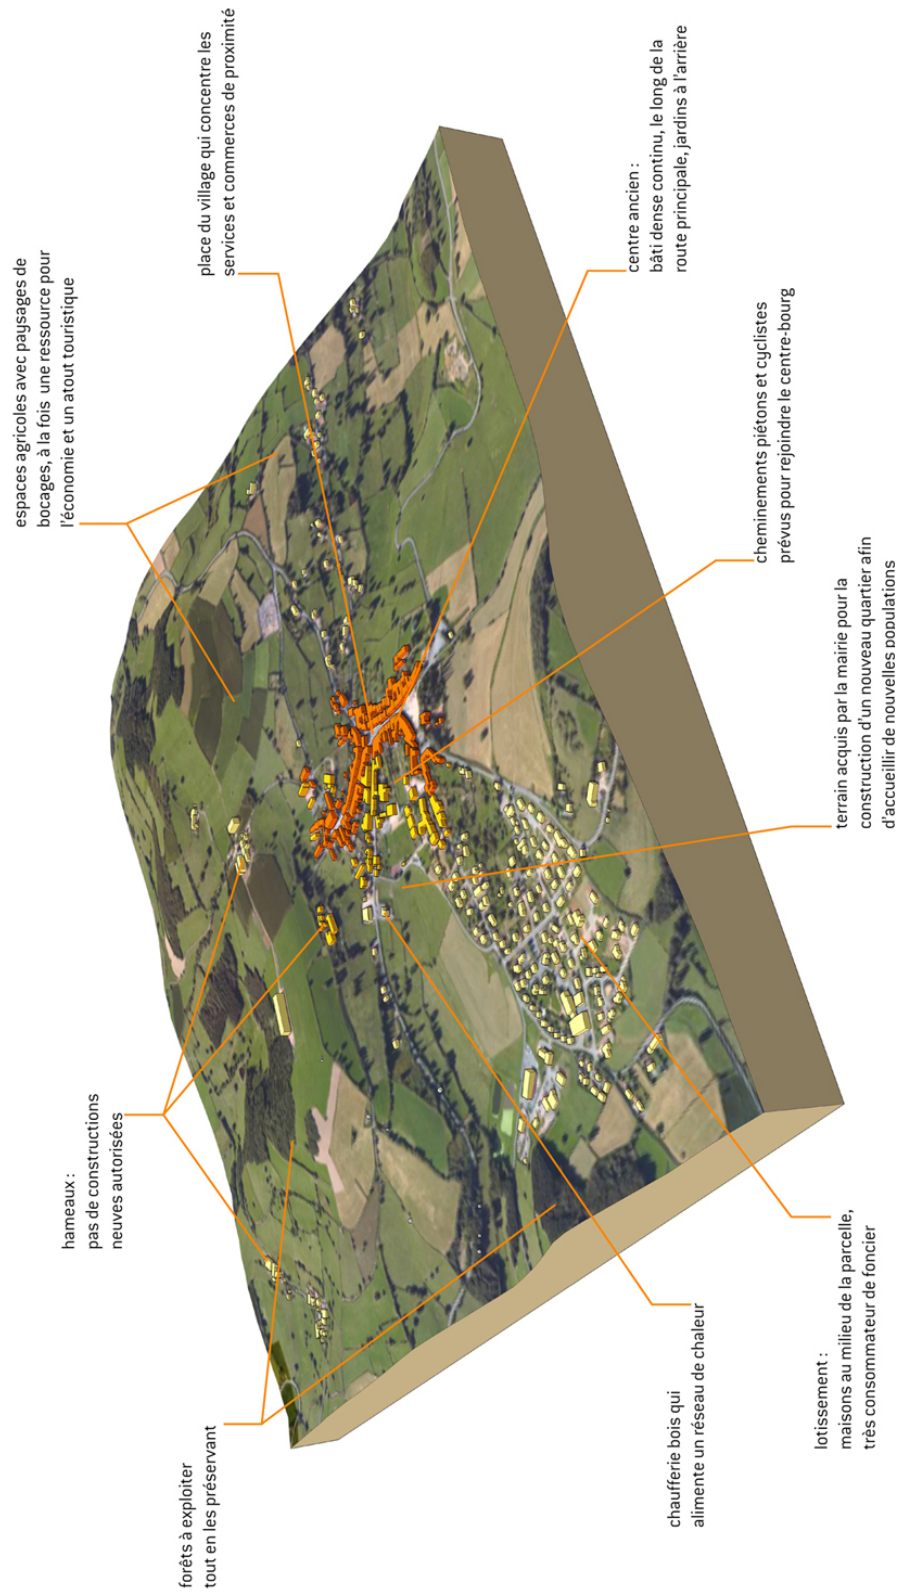 forêts à exploiter
tout en les préservant
hameaux :
pas de constructions
neuves autorisées
espaces agricoles avec paysages de
bocages, à la fois une ressource pour
l'économie et un atout touristique
place du village qui concentre les
services et commerces de proximité
chaufferie bois qui
alimente un réseau de chaleur
lotissement :
maisons au milieu de la parcelle,
très consommateur de foncier
terrain acquis par la mairie pour la
construction d'un nouveau quartier afin
d'accueillir de nouvelles populations
cheminements piétons et cyclistes
prévus pour rejoindre le centre-bourg
centre ancien :
bâti dense continu, le long de la
route principale, jardins à l'arrière